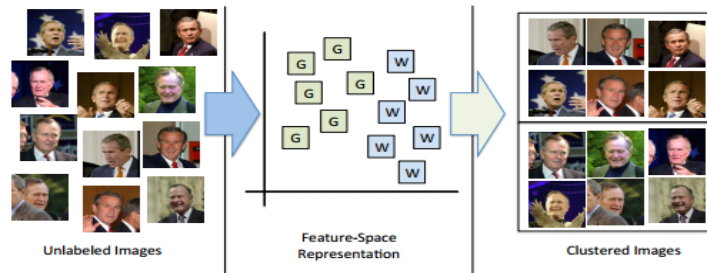 G
G
G
G
G
G
W
W
W
W
W
W
Unlabeled Images
Feature-Space
Representation
Clustered Images